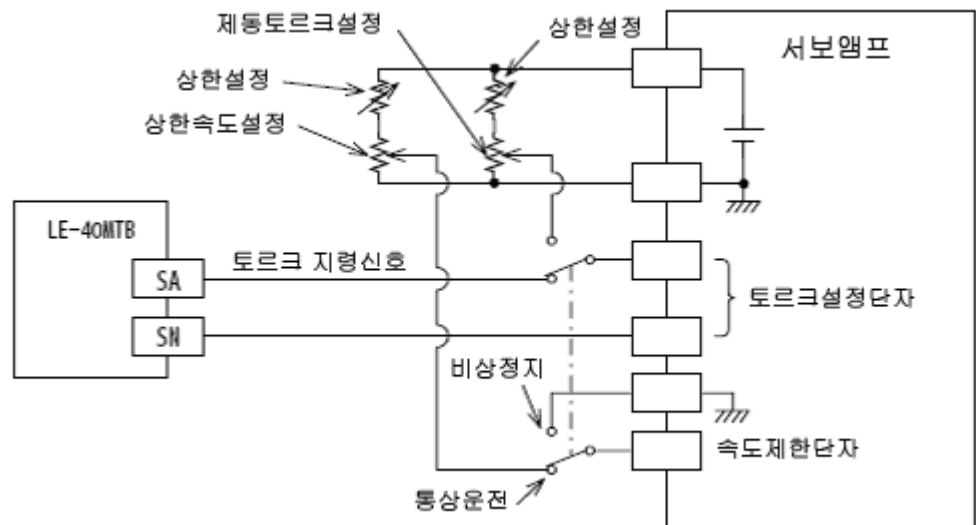 제동토르크설정
상한설정
서보앰프
상한설정
상한속도설정
LE-40MTB
SA
토르크 지령신호
토르크설정단자
SN
비상정지
속도제한단자
통상운전